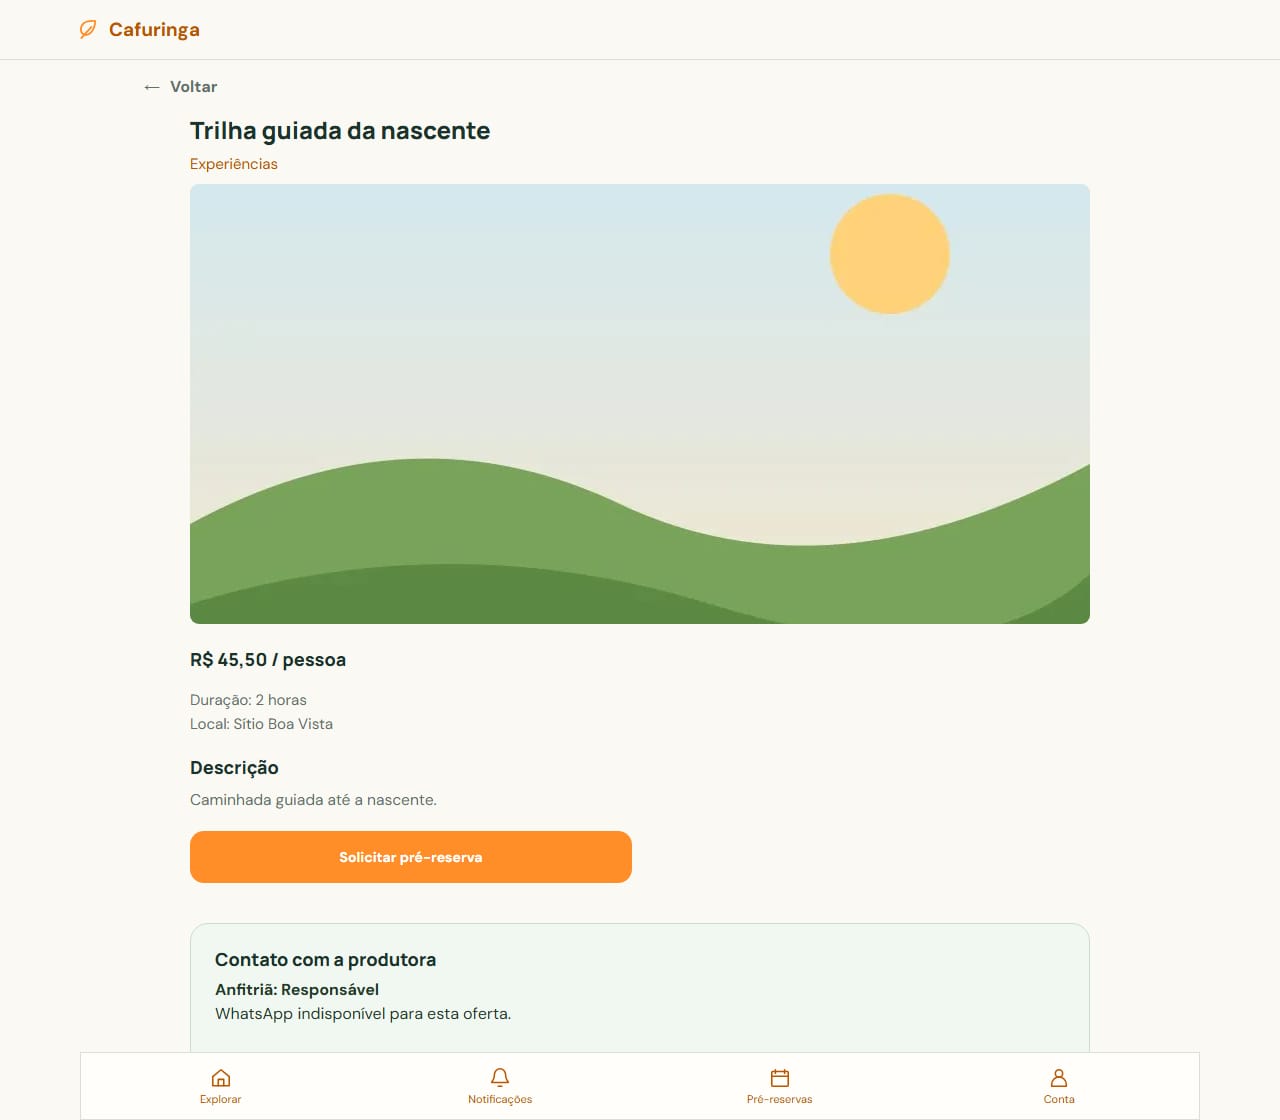 Cafuringa
← Voltar
Trilha guiada da nascente
Experiências
R$ 45,50 / pessoa
Duração: 2 horas
Local: Sítio Boa Vista
Descrição
Caminhada guiada até a nascente.
Solicitar pré-reserva
Contato com a produtora
Anfitriã: Responsável
WhatsApp indisponível para esta oferta.
Explorar
Notificações
Pré-reservas
Conta